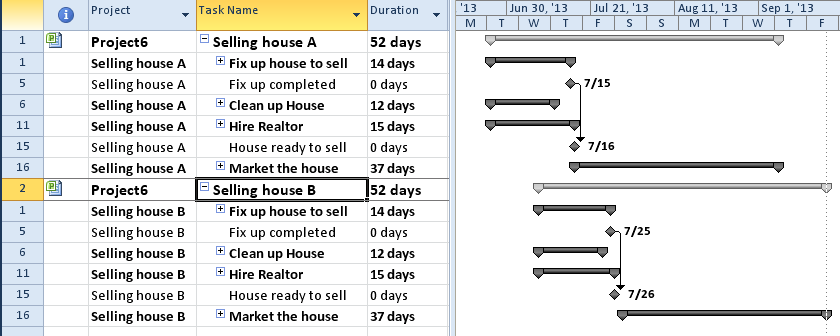 Project Task Name Duration '13 Jun 30, '13 Jul 21, '13 Aug 11, '13 Sep 1, '13
M T W T F S S M T W T F
1 Project6 Selling house A 52 days
1 Selling house A Fix up house to sell 14 days
5 Selling house A Fix up completed 0 days 7/15
6 Selling house A Clean up House 12 days
11 Selling house A Hire Realtor 15 days
15 Selling house A House ready to sell 0 days 7/16
16 Selling house A Market the house 37 days
2 Project6 Selling house B 52 days
1 Selling house B Fix up house to sell 14 days
5 Selling house B Fix up completed 0 days 7/25
6 Selling house B Clean up House 12 days
11 Selling house B Hire Realtor 15 days
15 Selling house B House ready to sell 0 days 7/26
16 Selling house B Market the house 37 days